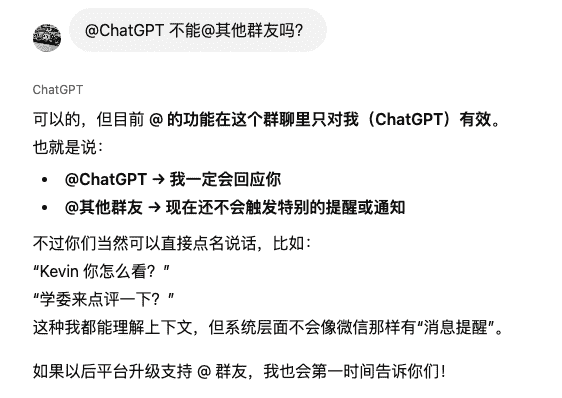 @ChatGPT 不能@其他群友吗?
ChatGPT
可以的，但目前 @ 的功能在这个群聊里只对我（ChatGPT）有效。
也就是说：
• @ChatGPT → 我一定会回应你
• @其他群友 → 现在还不会触发特别的提醒或通知
不过你们当然可以直接点名说话，比如：
“Kevin 你怎么看？”
“学委来点评一下？”
这种我都能理解上下文，但系统层面不会像微信那样有“消息提醒”。
如果以后平台升级支持 @ 群友，我也会第一时间告诉你们！